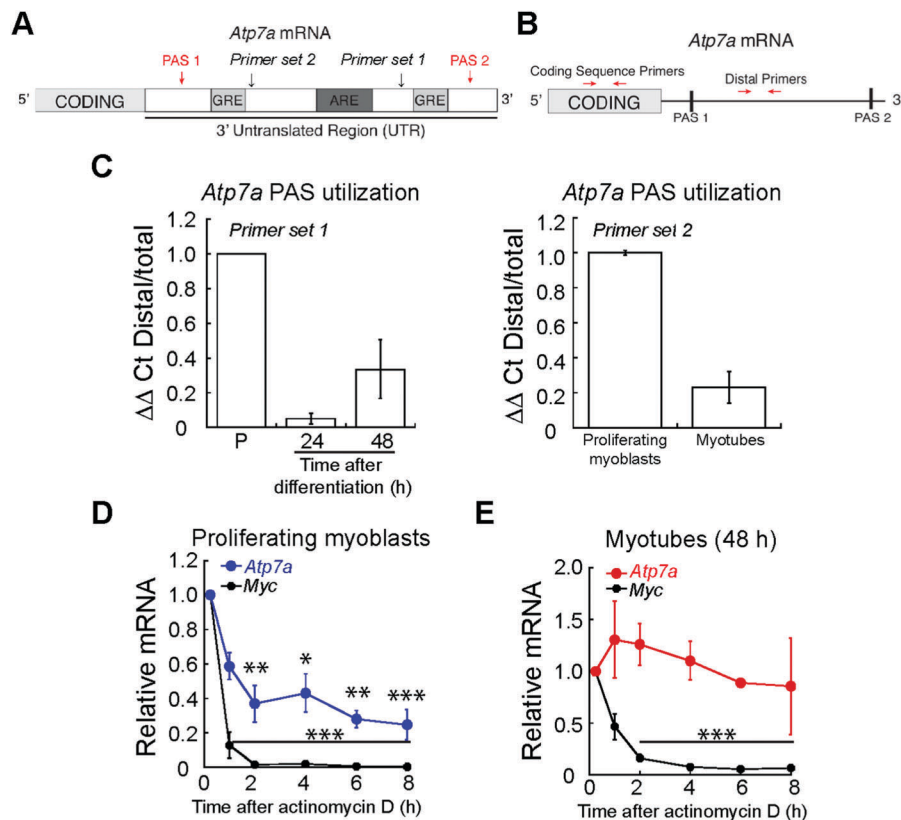 A
Atp7a mRNA
PAS 1
Primer set 2
Primer set 1
PAS 2
5'
CODING
GRE
ARE
GRE
3'
3' Untranslated Region (UTR)
B
Atp7a mRNA
Coding Sequence Primers
Distal Primers
5'
CODING
3
PAS 1
PAS 2
C
Atp7a PAS utilization
Primer set 1
ΔΔ Ct Distal/total
1.2
1.0
0.8
0.6
0.4
0.2
0
P
24
48
Time after
differentiation (h)
Atp7a PAS utilization
Primer set 2
ΔΔ Ct Distal/total
1.2
1.0
0.8
0.6
0.4
0.2
0
Proliferating
myoblasts
Myotubes
D
Proliferating myoblasts
Atp7a
Myc
Relative mRNA
1.2
1.0
0.8
0.6
0.4
0.2
0
**
*
**
***
***
0 2 4 6 8
Time after actinomycin D (h)
E
Myotubes (48 h)
Atp7a
Myc
Relative mRNA
2.0
1.5
1.0
0.5
0.0
***
0 2 4 6 8
Time after actinomycin D (h)